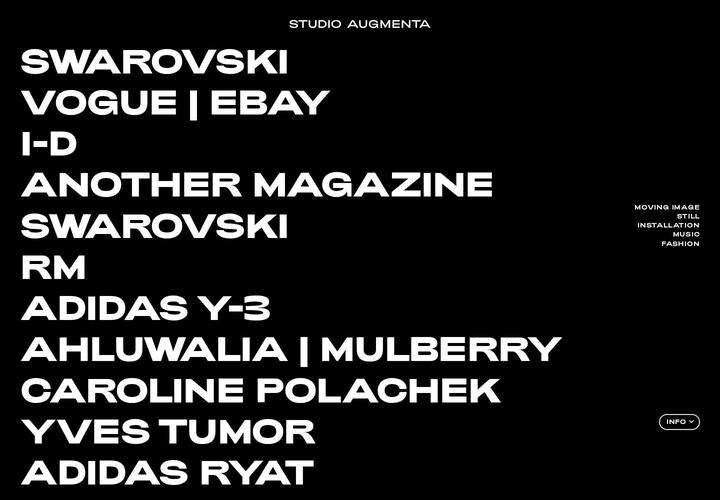 STUDIO AUGMENTA
SWAROVSKI
VOGUE | EBAY
I-D
ANOTHER MAGAZINE
SWAROVSKI
RM
ADIDAS Y-3
AHLUWALIA | MULBERRY
CAROLINE POLACHEK
YVES TUMOR
ADIDAS RYAT
MOVING IMAGE
STILL
INSTALLATION
MUSIC
FASHION
INFO